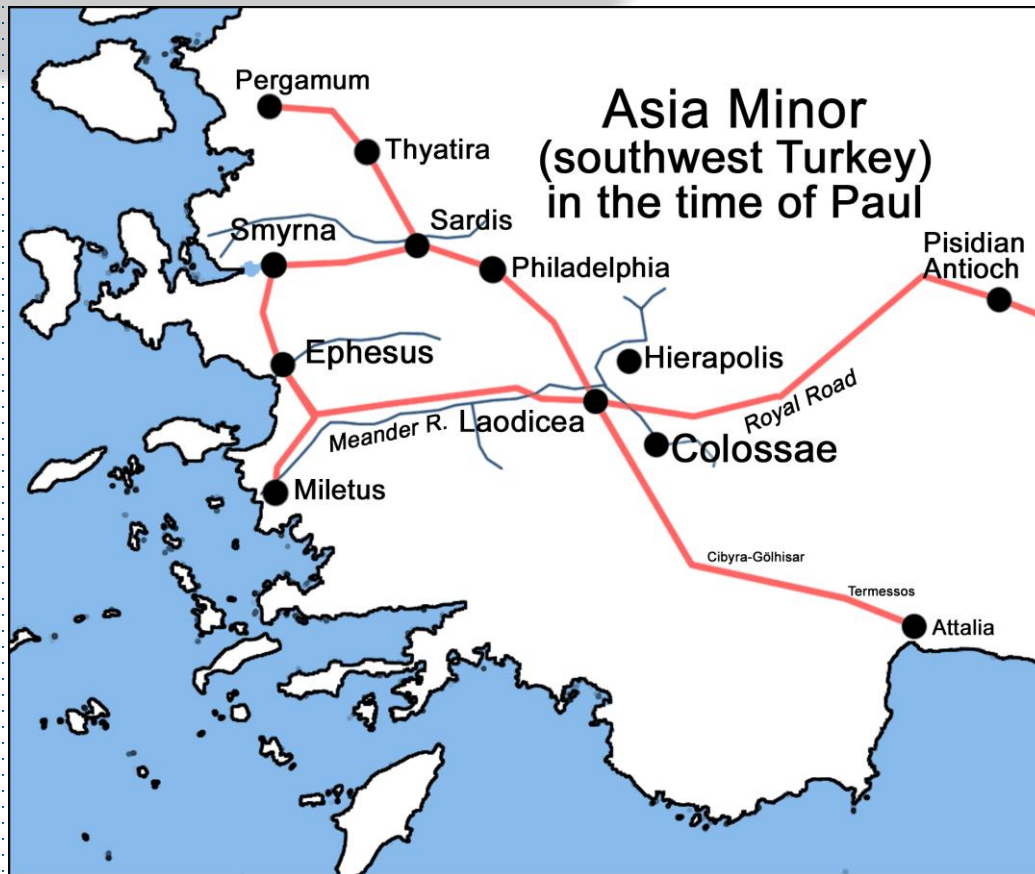 Pergamum
Asia Minor
(southwest Turkey)
in the time of Paul
Thyatira
Smyrna
Sardis
Philadelphia
Pisidian
Antioch
Ephesus
Hierapolis
Royal Road
Meander R.
Laodicea
Colossae
Miletus
Cibyra-Gölhisar
Termessos
Attalia